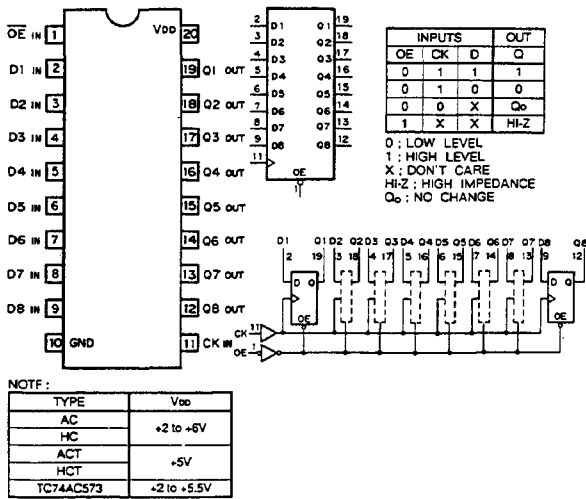 OE IN 1
VDD 20
D1 IN 2
19 Q1 OUT
D2 IN 3
18 Q2 OUT
D3 IN 4
17 Q3 OUT
D4 IN 5
16 Q4 OUT
D5 IN 6
15 Q5 OUT
D6 IN 7
14 Q6 OUT
D7 IN 8
13 Q7 OUT
D8 IN 9
12 Q8 OUT
10 GND
11 CK IN
2 D1 Q1 19
3 D2 Q2 18
4 D3 Q3 17
5 D4 Q4 16
6 D5 Q5 15
7 D6 Q6 14
8 D7 Q7 13
9 D8 Q8 12
11
OE
1
INPUTS OUT
OE CK D Q
0 1 1 1
0 1 0 0
0 0 X Qo
1 X X HI-Z
0 ; LOW LEVEL
1 ; HIGH LEVEL
X ; DON'T CARE
HI-Z ; HIGH IMPEDANCE
Qo ; NO CHANGE
D1 Q1 D2 Q2 D3 Q3 D4 Q4 D5 Q5 D6 Q6 D7 Q7 D8 Q8
2 19 3 18 4 17 5 16 6 15 7 14 8 13 9 12
D Q D Q
OE OE
CK 11
OE 1
NOTE :
TYPE VDD
AC +2 to +6V
HC
ACT +5V
HCT
TC74AC573 +2 to +5.5V